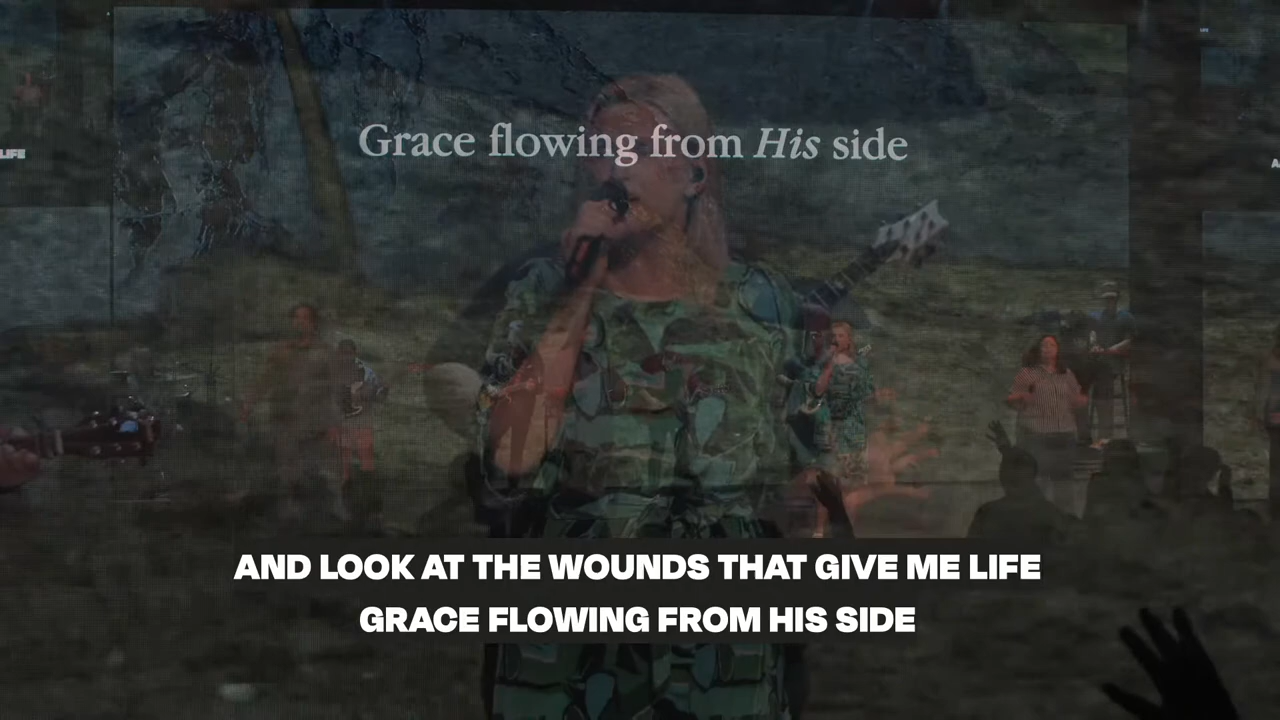 Grace flowing from His side
LIFE
AND LOOK AT THE WOUNDS THAT GIVE ME LIFE
GRACE FLOWING FROM HIS SIDE